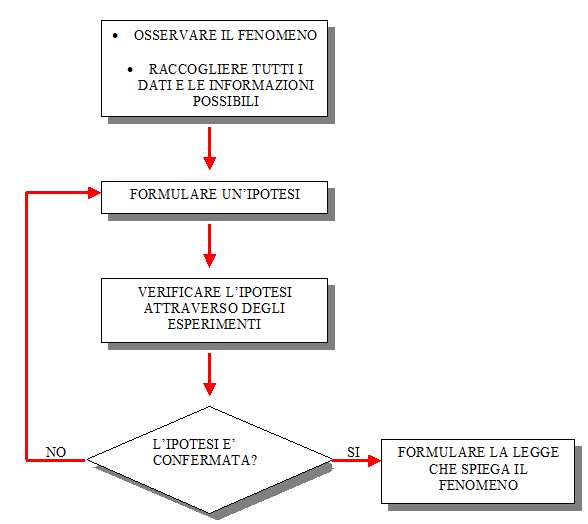 • OSSERVARE IL FENOMENO
• RACCOGLIERE TUTTI I
DATI E LE INFORMAZIONI
POSSIBILI
FORMULARE UN'IPOTESI
VERIFICARE L'IPOTESI
ATTRAVERSO DEGLI
ESPERIMENTI
L'IPOTESI E'
CONFERMATA?
NO
SI
FORMULARE LA LEGGE
CHE SPIEGA IL
FENOMENO